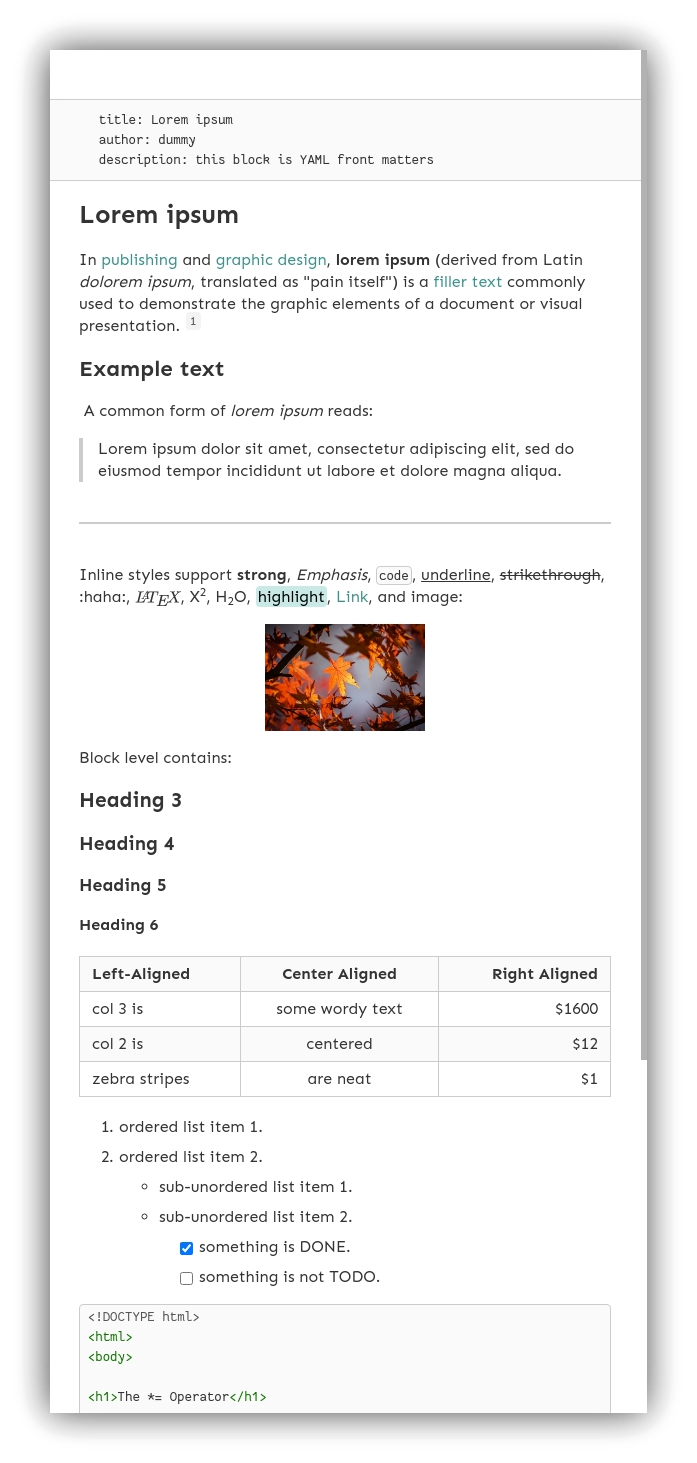 title: Lorem ipsum
author: dummy
description: this block is YAML front matters
Lorem ipsum
In publishing and graphic design, lorem ipsum (derived from Latin
dolorem ipsum, translated as "pain itself") is a filler text commonly
used to demonstrate the graphic elements of a document or visual
presentation. 1
Example text
A common form of lorem ipsum reads:
Lorem ipsum dolor sit amet, consectetur adipiscing elit, sed do
eiusmod tempor incididunt ut labore et dolore magna aliqua.
Inline styles support strong, Emphasis, code, underline, strikethrough,
:haha:, LATEX, X2, H2O, highlight, Link, and image:
Block level contains:
Heading 3
Heading 4
Heading 5
Heading 6
Left-Aligned Center Aligned Right Aligned
col 3 is some wordy text $1600
col 2 is centered $12
zebra stripes are neat $1
1. ordered list item 1.
2. ordered list item 2.
sub-unordered list item 1.
sub-unordered list item 2.
something is DONE.
something is not TODO.
<!DOCTYPE html>
<html>
<body>
<h1>The *= Operator</h1>